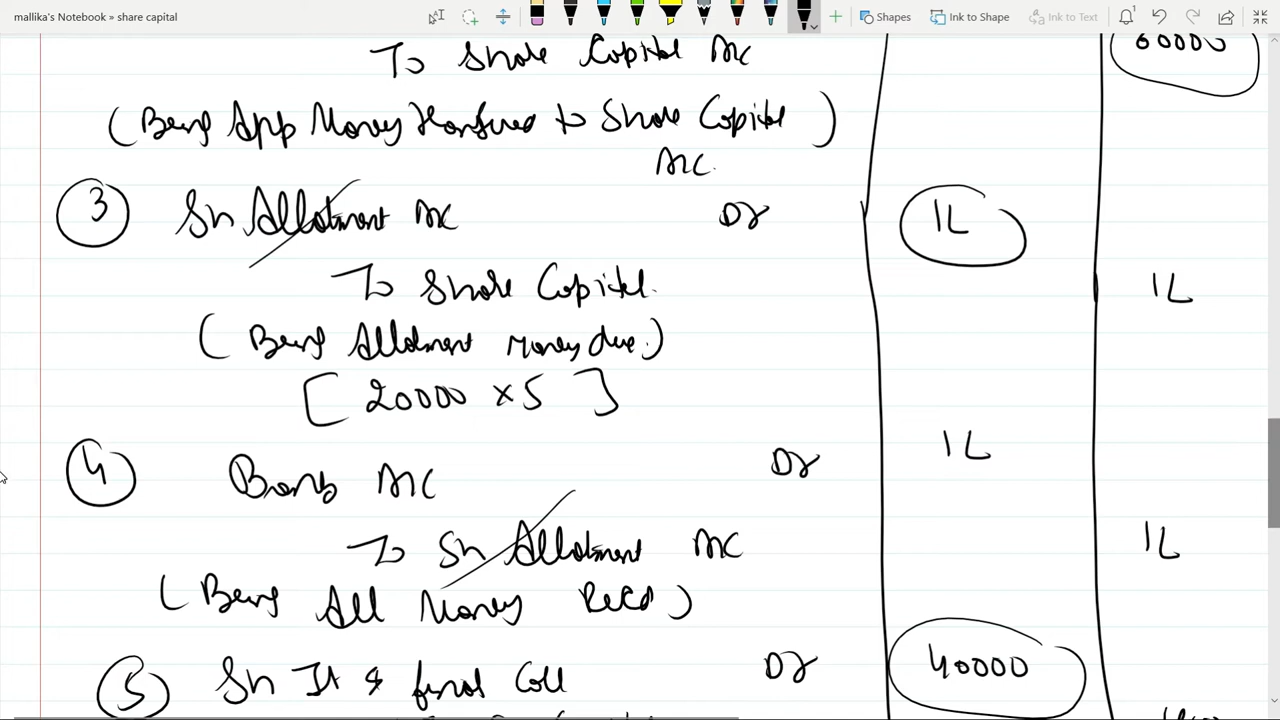 mallika's Notebook » share capital
Shapes Ink to Shape Ink to Text
To Share Capital A/c 60000
(Being App Money transfered to Share Capital)
A/C.
3 Sh Allotment A/c Dr 1L
To Share Capital. 1L
(Being Allotment money due.)
[20000 × 5]
4 Bank A/C Dr 1L
To Sh Allotment A/c 1L
(Being All Money Recd)
5 Sh Ist & final Call Dr 40000